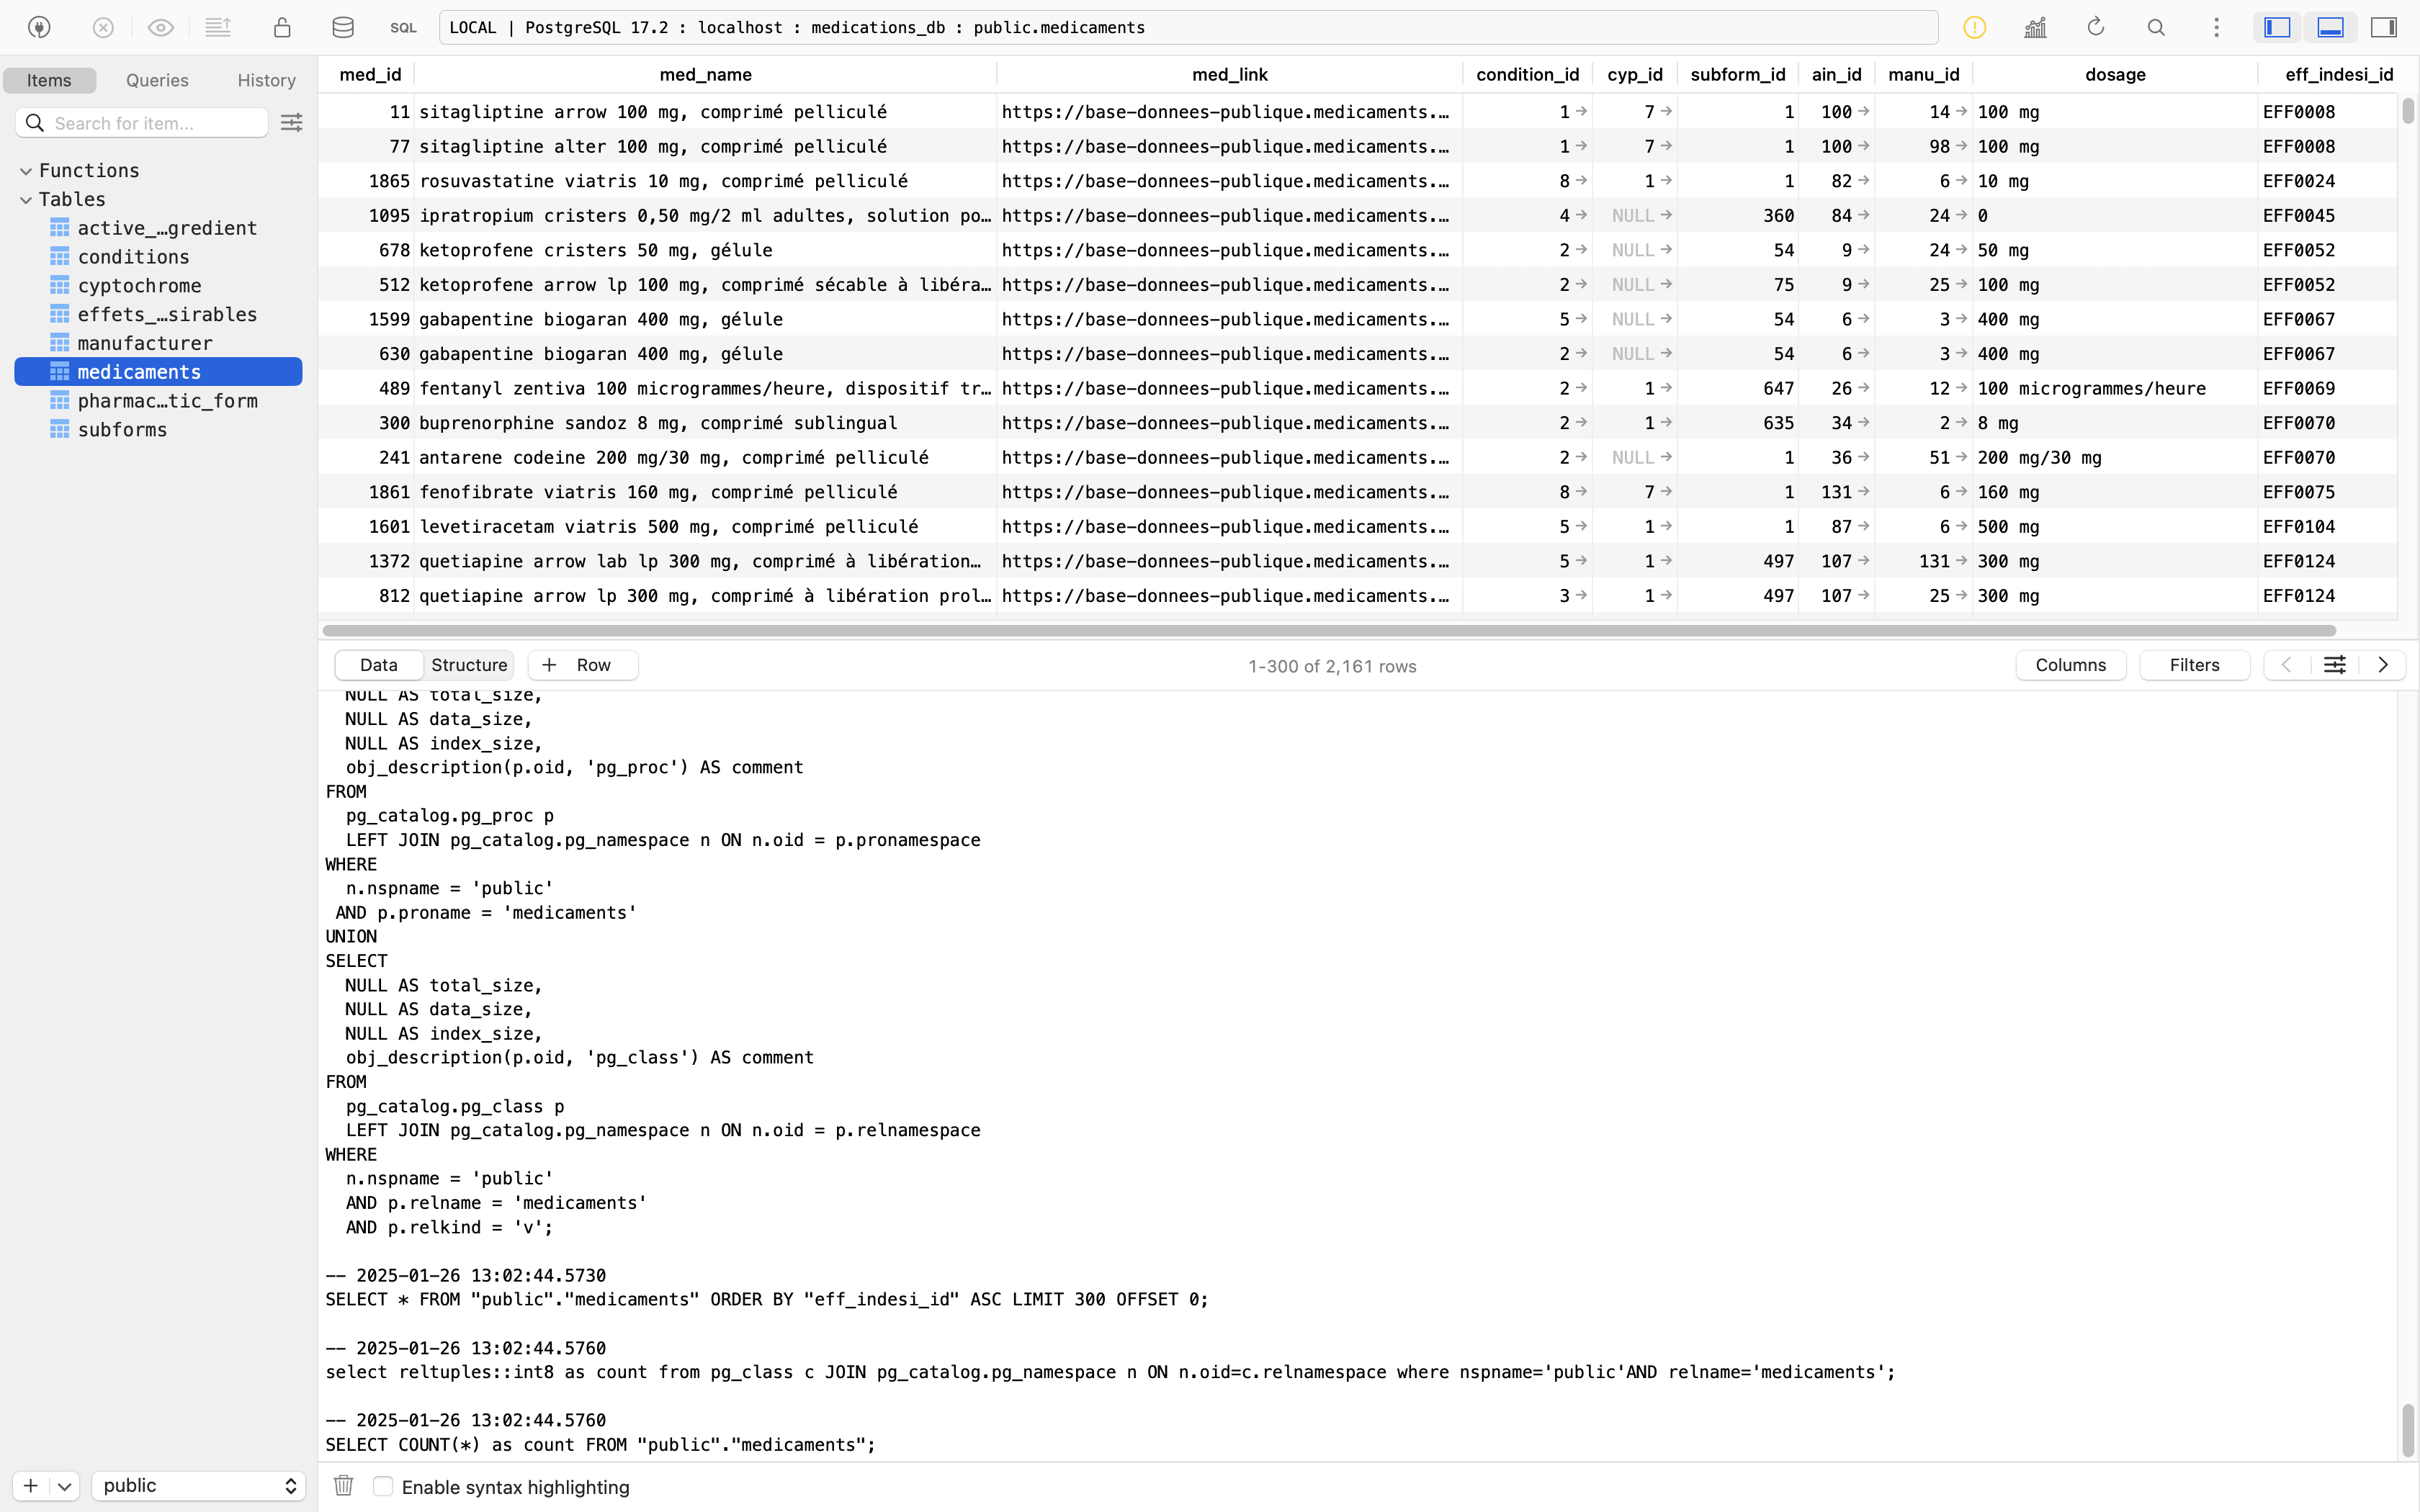 SQL
LOCAL | PostgreSQL 17.2 : localhost : medications_db : public.medicaments
Items Queries History
Search for item...
Functions
Tables
active_…gredient
conditions
cyptochrome
effets_…sirables
manufacturer
medicaments
pharmac…tic_form
subforms
public
med_id med_name med_link condition_id cyp_id subform_id ain_id manu_id dosage eff_indesi_id
11 sitagliptine arrow 100 mg, comprimé pelliculé https://base-donnees-publique.medicaments.… 1 → 7 → 1 100 → 14 → 100 mg EFF0008
77 sitagliptine alter 100 mg, comprimé pelliculé https://base-donnees-publique.medicaments.… 1 → 7 → 1 100 → 98 → 100 mg EFF0008
1865 rosuvastatine viatris 10 mg, comprimé pelliculé https://base-donnees-publique.medicaments.… 8 → 1 → 1 82 → 6 → 10 mg EFF0024
1095 ipratropium cristers 0,50 mg/2 ml adultes, solution po… https://base-donnees-publique.medicaments.… 4 → NULL → 360 84 → 24 → 0 EFF0045
678 ketoprofene cristers 50 mg, gélule https://base-donnees-publique.medicaments.… 2 → NULL → 54 9 → 24 → 50 mg EFF0052
512 ketoprofene arrow lp 100 mg, comprimé sécable à libéra… https://base-donnees-publique.medicaments.… 2 → NULL → 75 9 → 25 → 100 mg EFF0052
1599 gabapentine biogaran 400 mg, gélule https://base-donnees-publique.medicaments.… 5 → NULL → 54 6 → 3 → 400 mg EFF0067
630 gabapentine biogaran 400 mg, gélule https://base-donnees-publique.medicaments.… 2 → NULL → 54 6 → 3 → 400 mg EFF0067
489 fentanyl zentiva 100 microgrammes/heure, dispositif tr… https://base-donnees-publique.medicaments.… 2 → 1 → 647 26 → 12 → 100 microgrammes/heure EFF0069
300 buprenorphine sandoz 8 mg, comprimé sublingual https://base-donnees-publique.medicaments.… 2 → 1 → 635 34 → 2 → 8 mg EFF0070
241 antarene codeine 200 mg/30 mg, comprimé pelliculé https://base-donnees-publique.medicaments.… 2 → NULL → 1 36 → 51 → 200 mg/30 mg EFF0070
1861 fenofibrate viatris 160 mg, comprimé pelliculé https://base-donnees-publique.medicaments.… 8 → 7 → 1 131 → 6 → 160 mg EFF0075
1601 levetiracetam viatris 500 mg, comprimé pelliculé https://base-donnees-publique.medicaments.… 5 → 1 → 1 87 → 6 → 500 mg EFF0104
1372 quetiapine arrow lab lp 300 mg, comprimé à libération… https://base-donnees-publique.medicaments.… 5 → 1 → 497 107 → 131 → 300 mg EFF0124
812 quetiapine arrow lp 300 mg, comprimé à libération prol… https://base-donnees-publique.medicaments.… 3 → 1 → 497 107 → 25 → 300 mg EFF0124
Data Structure + Row 1-300 of 2,161 rows Columns Filters
NULL AS total_size,
NULL AS data_size,
NULL AS index_size,
obj_description(p.oid, 'pg_proc') AS comment
FROM
pg_catalog.pg_proc p
LEFT JOIN pg_catalog.pg_namespace n ON n.oid = p.pronamespace
WHERE
n.nspname = 'public'
AND p.proname = 'medicaments'
UNION
SELECT
NULL AS total_size,
NULL AS data_size,
NULL AS index_size,
obj_description(p.oid, 'pg_class') AS comment
FROM
pg_catalog.pg_class p
LEFT JOIN pg_catalog.pg_namespace n ON n.oid = p.relnamespace
WHERE
n.nspname = 'public'
AND p.relname = 'medicaments'
AND p.relkind = 'v';
-- 2025-01-26 13:02:44.5730
SELECT * FROM "public"."medicaments" ORDER BY "eff_indesi_id" ASC LIMIT 300 OFFSET 0;
-- 2025-01-26 13:02:44.5760
select reltuples::int8 as count from pg_class c JOIN pg_catalog.pg_namespace n ON n.oid=c.relnamespace where nspname='public'AND relname='medicaments';
-- 2025-01-26 13:02:44.5760
SELECT COUNT(*) as count FROM "public"."medicaments";
Enable syntax highlighting